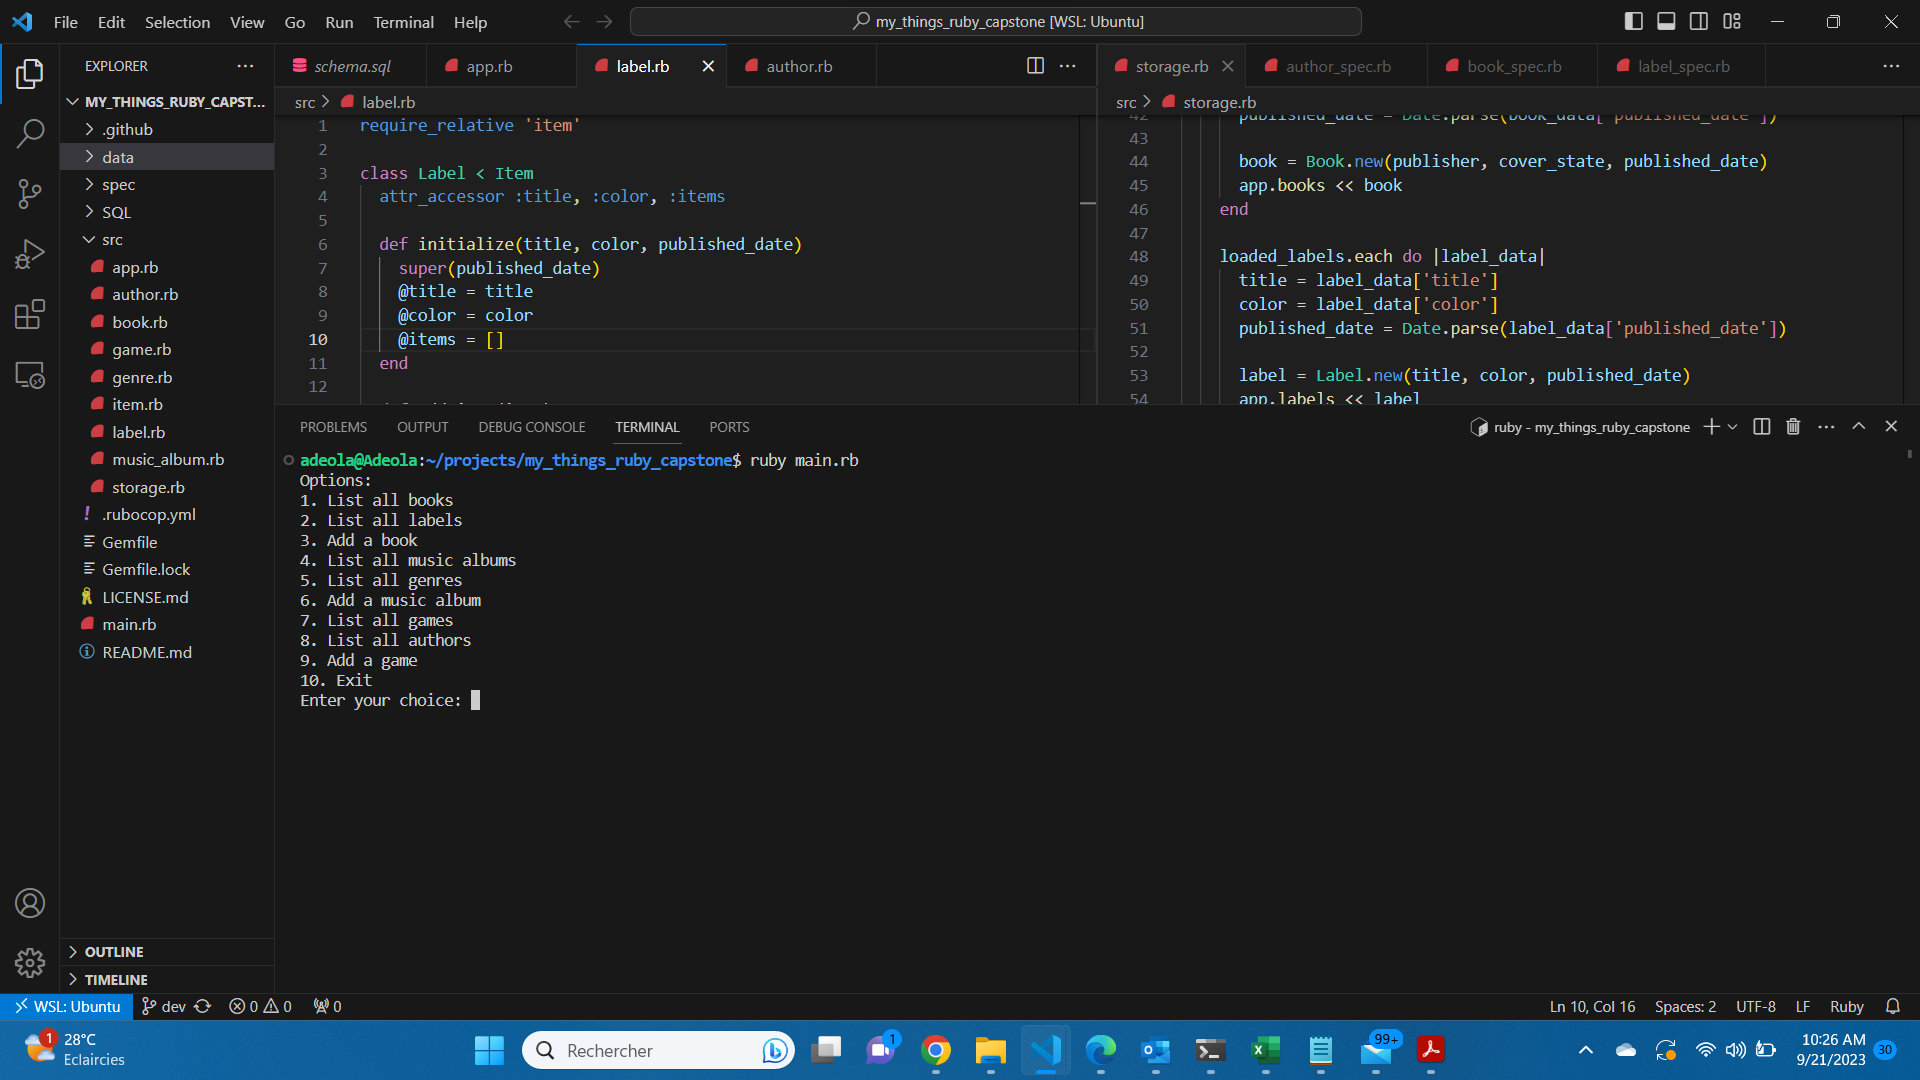 File Edit Selection View Go Run Terminal Help
my_things_ruby_capstone [WSL: Ubuntu]
EXPLORER
MY_THINGS_RUBY_CAPST...
.github
data
spec
SQL
src
app.rb
author.rb
book.rb
game.rb
genre.rb
item.rb
label.rb
music_album.rb
storage.rb
.rubocop.yml
Gemfile
Gemfile.lock
LICENSE.md
main.rb
README.md
OUTLINE
TIMELINE
schema.sql app.rb label.rb author.rb
src > label.rb
1 require_relative 'item'
2
3 class Label < Item
4 attr_accessor :title, :color, :items
5
6 def initialize(title, color, published_date)
7 super(published_date)
8 @title = title
9 @color = color
10 @items = []
11 end
12
storage.rb author_spec.rb book_spec.rb label_spec.rb
src > storage.rb
42 published_date = Date.parse(book_data['published_date'])
43
44 book = Book.new(publisher, cover_state, published_date)
45 app.books << book
46 end
47
48 loaded_labels.each do |label_data|
49 title = label_data['title']
50 color = label_data['color']
51 published_date = Date.parse(label_data['published_date'])
52
53 label = Label.new(title, color, published_date)
54 app.labels << label
PROBLEMS OUTPUT DEBUG CONSOLE TERMINAL PORTS
ruby - my_things_ruby_capstone
adeola@Adeola:~/projects/my_things_ruby_capstone$ ruby main.rb
Options:
1. List all books
2. List all labels
3. Add a book
4. List all music albums
5. List all genres
6. Add a music album
7. List all games
8. List all authors
9. Add a game
10. Exit
Enter your choice:
WSL: Ubuntu dev 0 0 0
Ln 10, Col 16 Spaces: 2 UTF-8 LF Ruby
1
28°C
Eclaircies
Rechercher
1
99+
10:26 AM
9/21/2023
30